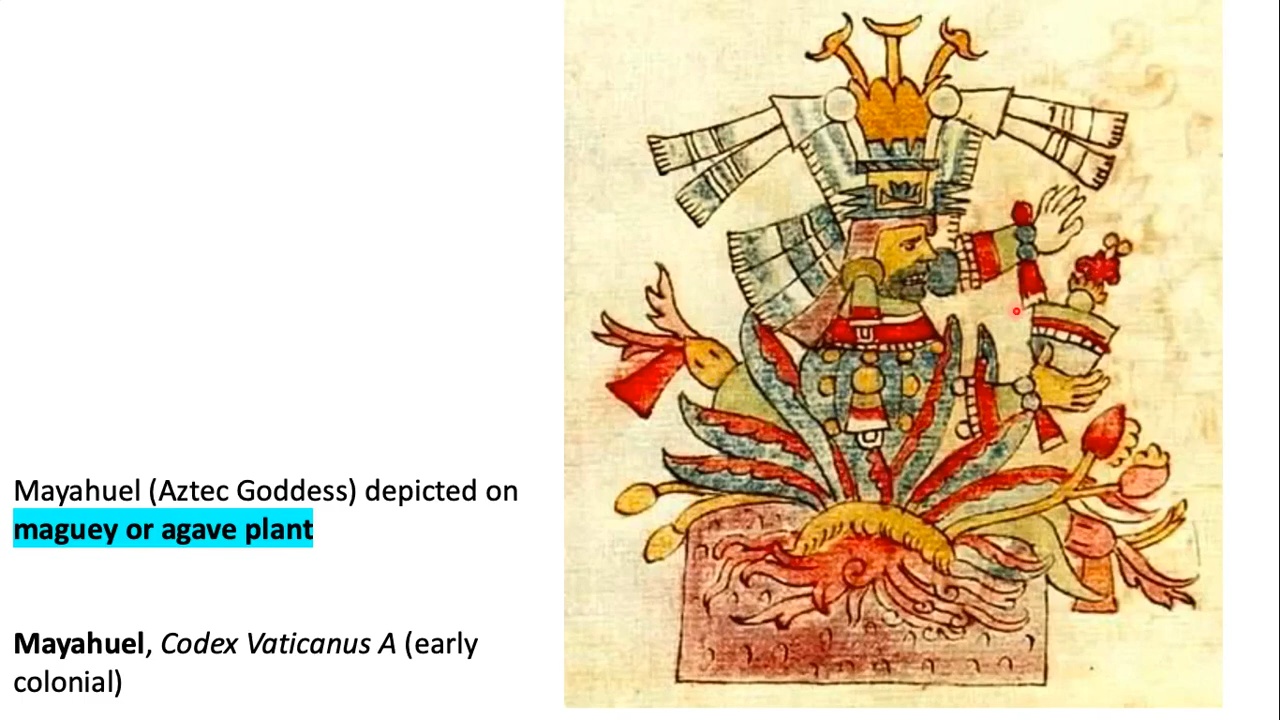 Mayahuel (Aztec Goddess) depicted on
maguey or agave plant
Mayahuel, Codex Vaticanus A (early
colonial)